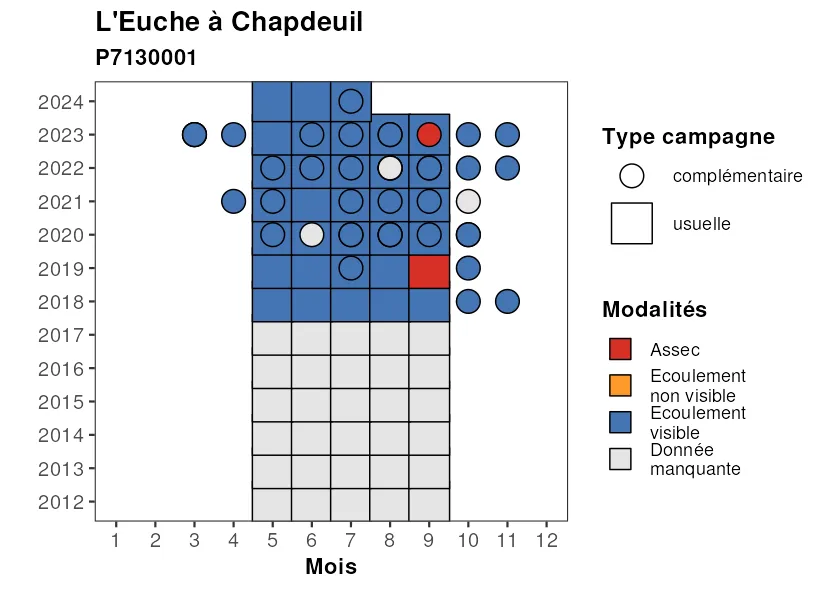 L'Euche à Chapdeuil
P7130001
2024
2023
2022
2021
2020
2019
2018
2017
2016
2015
2014
2013
2012
1 2 3 4 5 6 7 8 9 10 11 12
Mois
Type campagne
complémentaire
usuelle
Modalités
Assec
Ecoulement
non visible
Ecoulement
visible
Donnée
manquante